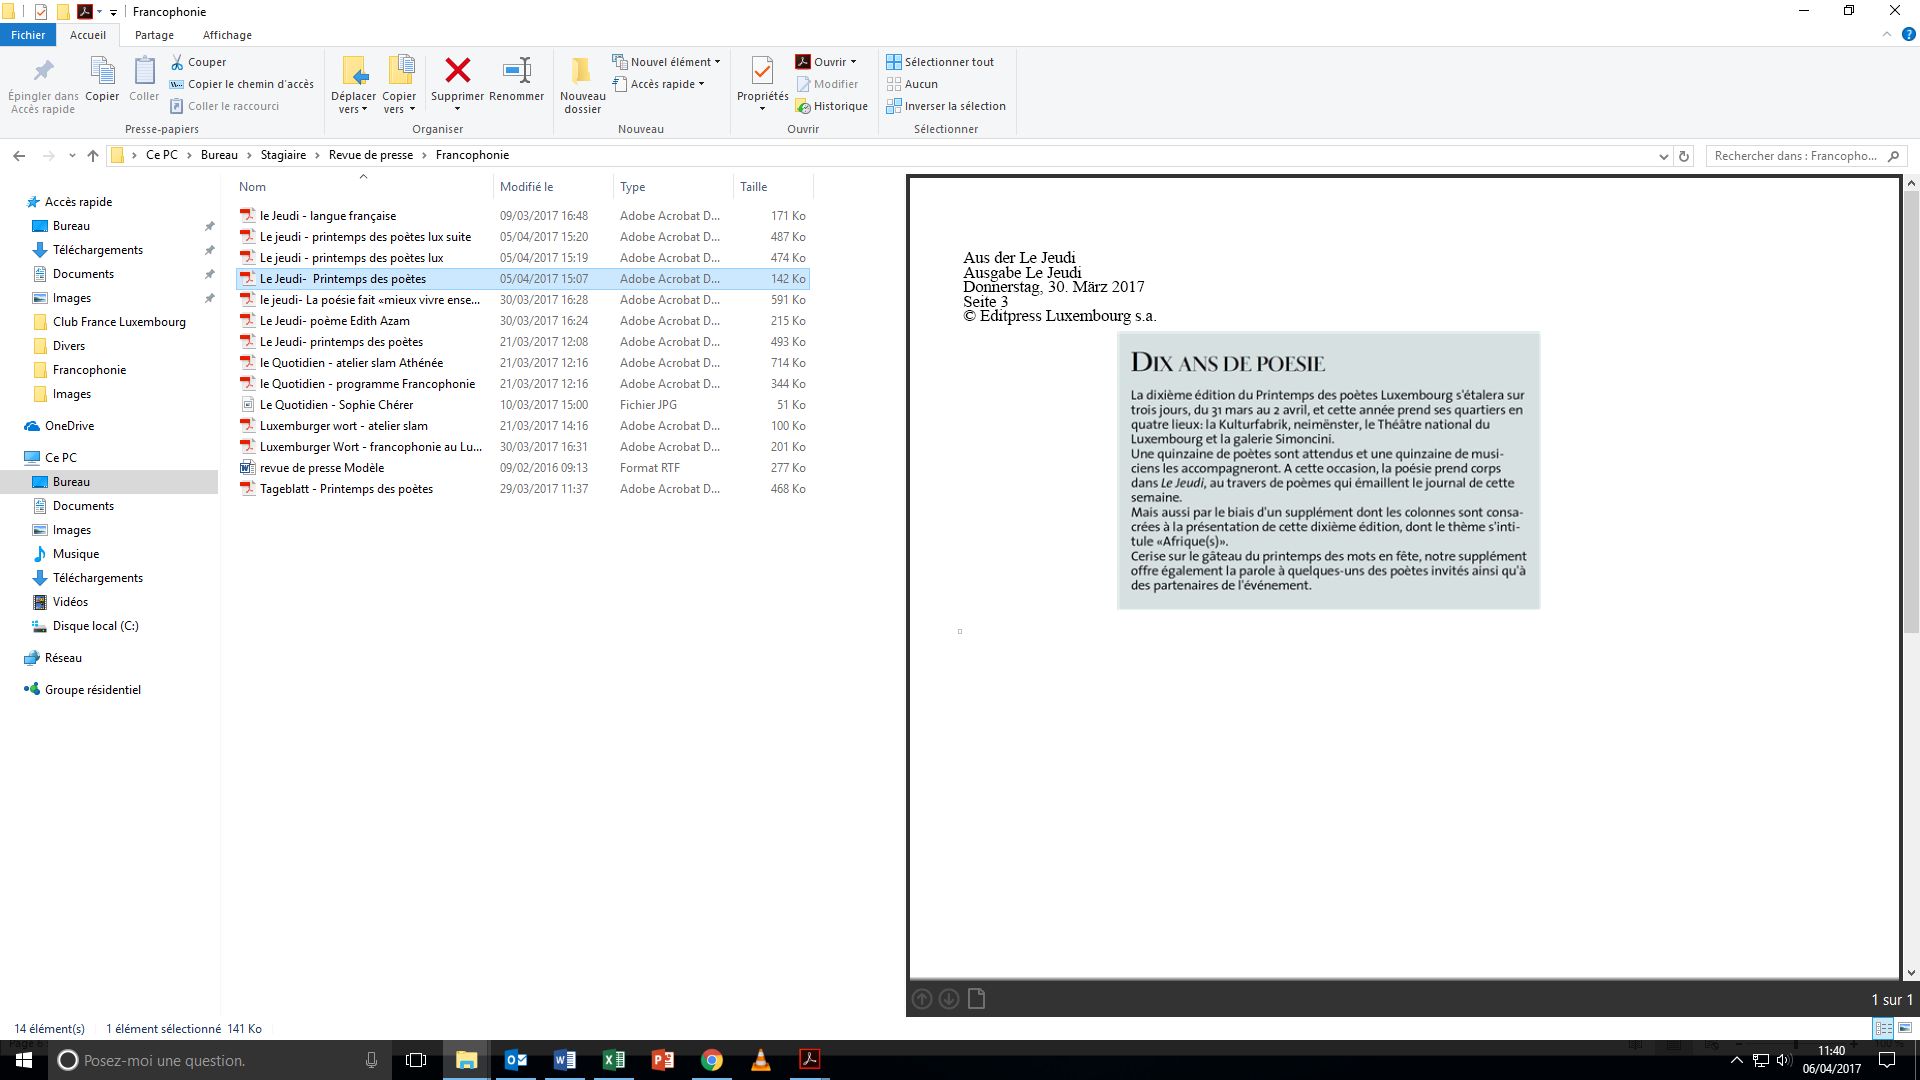 Francophonie
Fichier
Accueil
Partage
Affichage
Épingler dans
Accès rapide
Copier
Coller
Couper
Copier le chemin d'accès
Coller le raccourci
Presse-papiers
Déplacer
vers
Copier
vers
Supprimer
Renommer
Organiser
Nouveau
dossier
Nouvel élément
Accès rapide
Nouveau
Propriétés
Ouvrir
Modifier
Historique
Ouvrir
Sélectionner tout
Aucun
Inverser la sélection
Sélectionner
Ce PC > Bureau > Stagiaire > Revue de presse > Francophonie
Rechercher dans : Francopho...
Accès rapide
Bureau
Téléchargements
Documents
Images
Club France Luxembourg
Divers
Francophonie
Images
OneDrive
Ce PC
Bureau
Documents
Images
Musique
Téléchargements
Vidéos
Disque local (C:)
Réseau
Groupe résidentiel
Nom Modifié le Type Taille
le Jeudi - langue française 09/03/2017 16:48 Adobe Acrobat D... 171 Ko
Le jeudi - printemps des poètes lux suite 05/04/2017 15:20 Adobe Acrobat D... 487 Ko
Le jeudi - printemps des poètes lux 05/04/2017 15:19 Adobe Acrobat D... 474 Ko
Le Jeudi- Printemps des poètes 05/04/2017 15:07 Adobe Acrobat D... 142 Ko
le jeudi- La poésie fait «mieux vivre ense... 30/03/2017 16:28 Adobe Acrobat D... 591 Ko
Le Jeudi- poème Edith Azam 30/03/2017 16:24 Adobe Acrobat D... 215 Ko
Le Jeudi- printemps des poètes 21/03/2017 12:08 Adobe Acrobat D... 493 Ko
le Quotidien - atelier slam Athénée 21/03/2017 12:16 Adobe Acrobat D... 714 Ko
le Quotidien - programme Francophonie 21/03/2017 12:16 Adobe Acrobat D... 344 Ko
Le Quotidien - Sophie Chérer 10/03/2017 15:00 Fichier JPG 51 Ko
Luxemburger wort - atelier slam 21/03/2017 14:16 Adobe Acrobat D... 100 Ko
Luxemburger Wort - francophonie au Lu... 30/03/2017 16:31 Adobe Acrobat D... 201 Ko
revue de presse Modèle 09/02/2016 09:13 Format RTF 277 Ko
Tageblatt - Printemps des poètes 29/03/2017 11:37 Adobe Acrobat D... 468 Ko
Aus der Le Jeudi
Ausgabe Le Jeudi
Donnerstag, 30. März 2017
Seite 3
© Editpress Luxembourg s.a.
DIX ANS DE POESIE
La dixième édition du Printemps des poètes Luxembourg s'étalera sur
trois jours, du 31 mars au 2 avril, et cette année prend ses quartiers en
quatre lieux: la Kulturfabrik, neimënster, le Théâtre national du
Luxembourg et la galerie Simoncini.
Une quinzaine de poètes sont attendus et une quinzaine de musi-
ciens les accompagneront. A cette occasion, la poésie prend corps
dans Le Jeudi, au travers de poèmes qui émaillent le journal de cette
semaine.
Mais aussi par le biais d'un supplément dont les colonnes sont consa-
crées à la présentation de cette dixième édition, dont le thème s'inti-
tule «Afrique(s)».
Cerise sur le gâteau du printemps des mots en fête, notre supplément
offre également la parole à quelques-uns des poètes invités ainsi qu'à
des partenaires de l'événement.
1 sur 1
14 élément(s) 1 élément sélectionné 141 Ko
Posez-moi une question.
11:40
06/04/2017